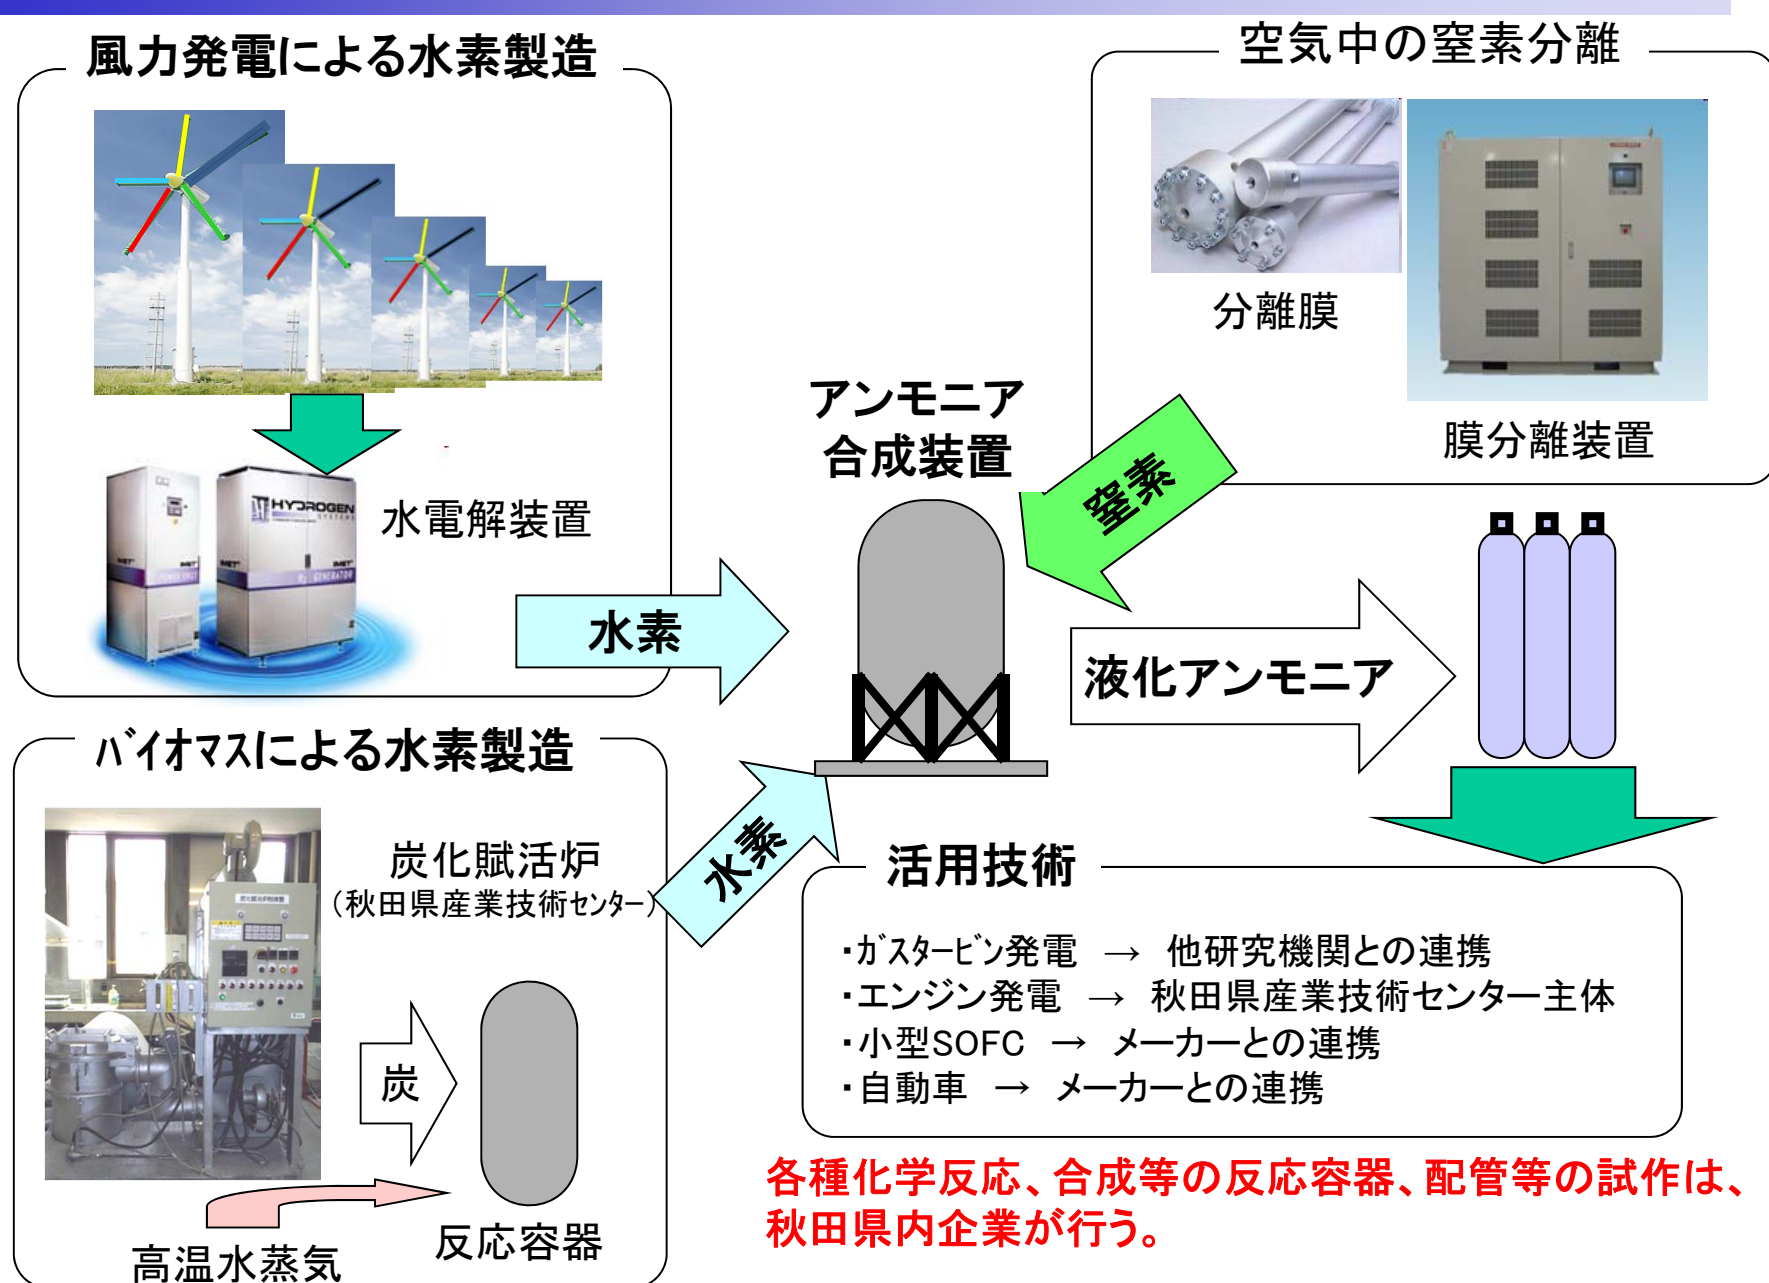 風力発電による水素製造
水電解装置
HYDROGEN
SYSTEMS
IMET
IMET
H2 GENERATOR
水素
バイオマスによる水素製造
炭化賦活炉
(秋田県産業技術センター)
炭
高温水蒸気
反応容器
水素
アンモニア
合成装置
空気中の窒素分離
分離膜
膜分離装置
窒素
液化アンモニア
活用技術
・ガスタービン発電 → 他研究機関との連携
・エンジン発電 → 秋田県産業技術センター主体
・小型SOFC → メーカーとの連携
・自動車 → メーカーとの連携
各種化学反応、合成等の反応容器、配管等の試作は、
秋田県内企業が行う。